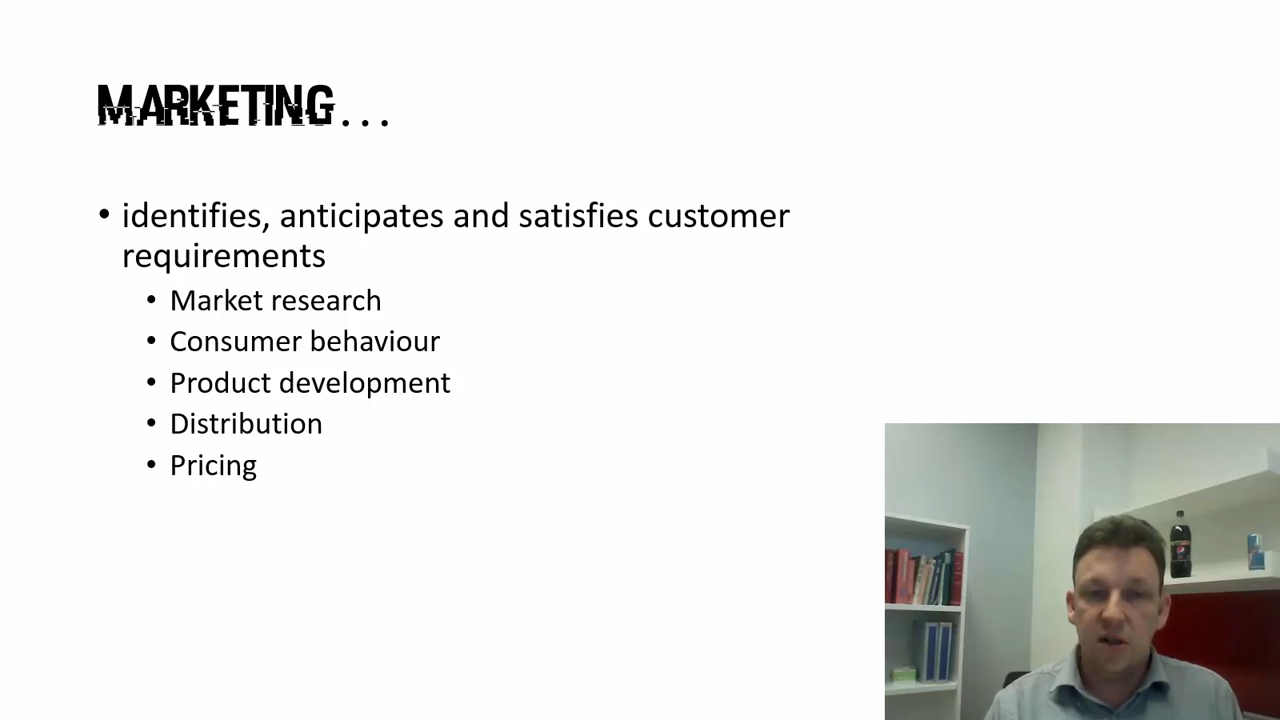 MARKETING...
• identifies, anticipates and satisfies customer
requirements
• Market research
• Consumer behaviour
• Product development
• Distribution
• Pricing